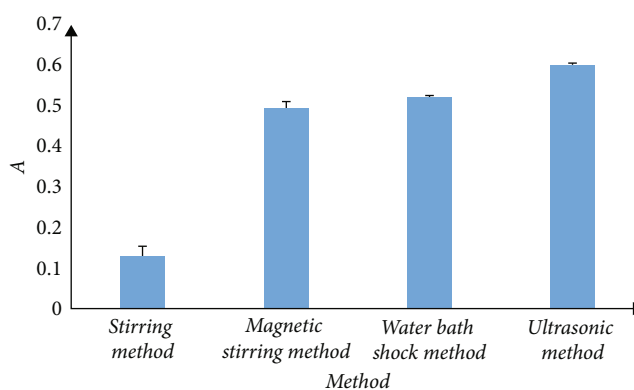 0.7
0.6
0.5
0.4
0.3
0.2
0.1
0
A
Stirring
method
Magnetic
stirring method
Water bath
shock method
Ultrasonic
method
Method